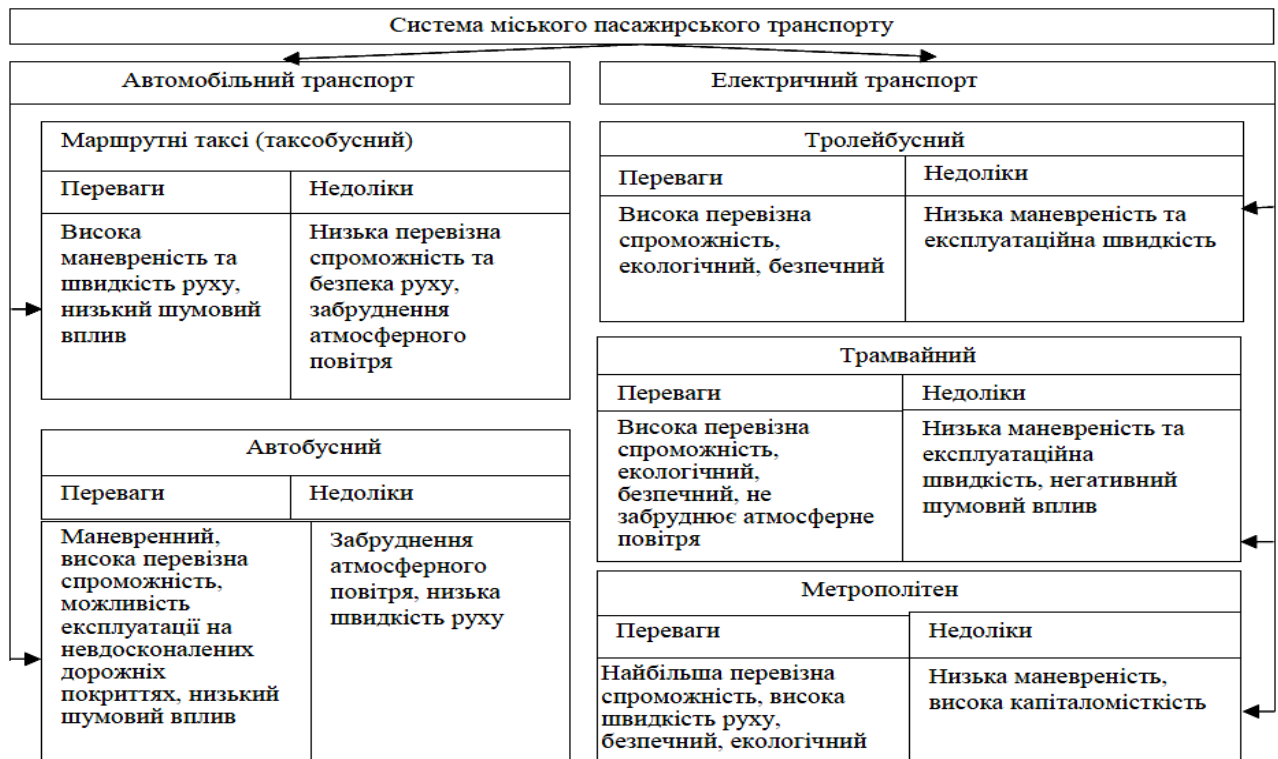 Система міського пасажирського транспорту
Автомобільний транспорт
Маршрутні таксі (таксобусний)
Переваги
Недоліки
Висока
маневреність та
швидкість руху,
низький шумовий
вплив
Низька перевізна
спроможність та
безпека руху,
забруднення
атмосферного
повітря
Автобусний
Переваги
Недоліки
Маневренний,
висока перевізна
спроможність,
можливість
експлуатації на
невдосконалених
дорожніх
покриттях, низький
шумовий вплив
Забруднення
атмосферного
повітря, низька
швидкість руху
Електричний транспорт
Тролейбусний
Переваги
Недоліки
Висока перевізна
спроможність,
екологічний, безпечний
Низька маневреність та
експлуатаційна швидкість
Трамвайний
Переваги
Недоліки
Висока перевізна
спроможність,
екологічний,
безпечний, не
забруднює атмосферне
повітря
Низька маневреність та
експлуатаційна
швидкість, негативний
шумовий вплив
Метрополітен
Переваги
Недоліки
Найбільша перевізна
спроможність, висока
швидкість руху,
безпечний, екологічний
Низька маневреність,
висока капіталомісткість